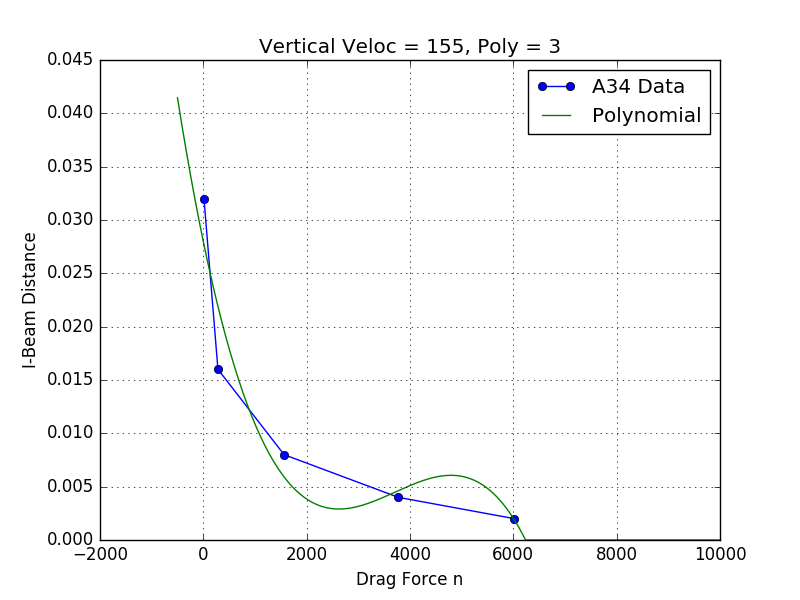 Vertical Veloc = 155, Poly = 3
0.045
0.040
0.035
0.030
0.025
0.020
0.015
0.010
0.005
0.000
I-Beam Distance
A34 Data
Polynomial
−2000 0 2000 4000 6000 8000 10000
Drag Force n